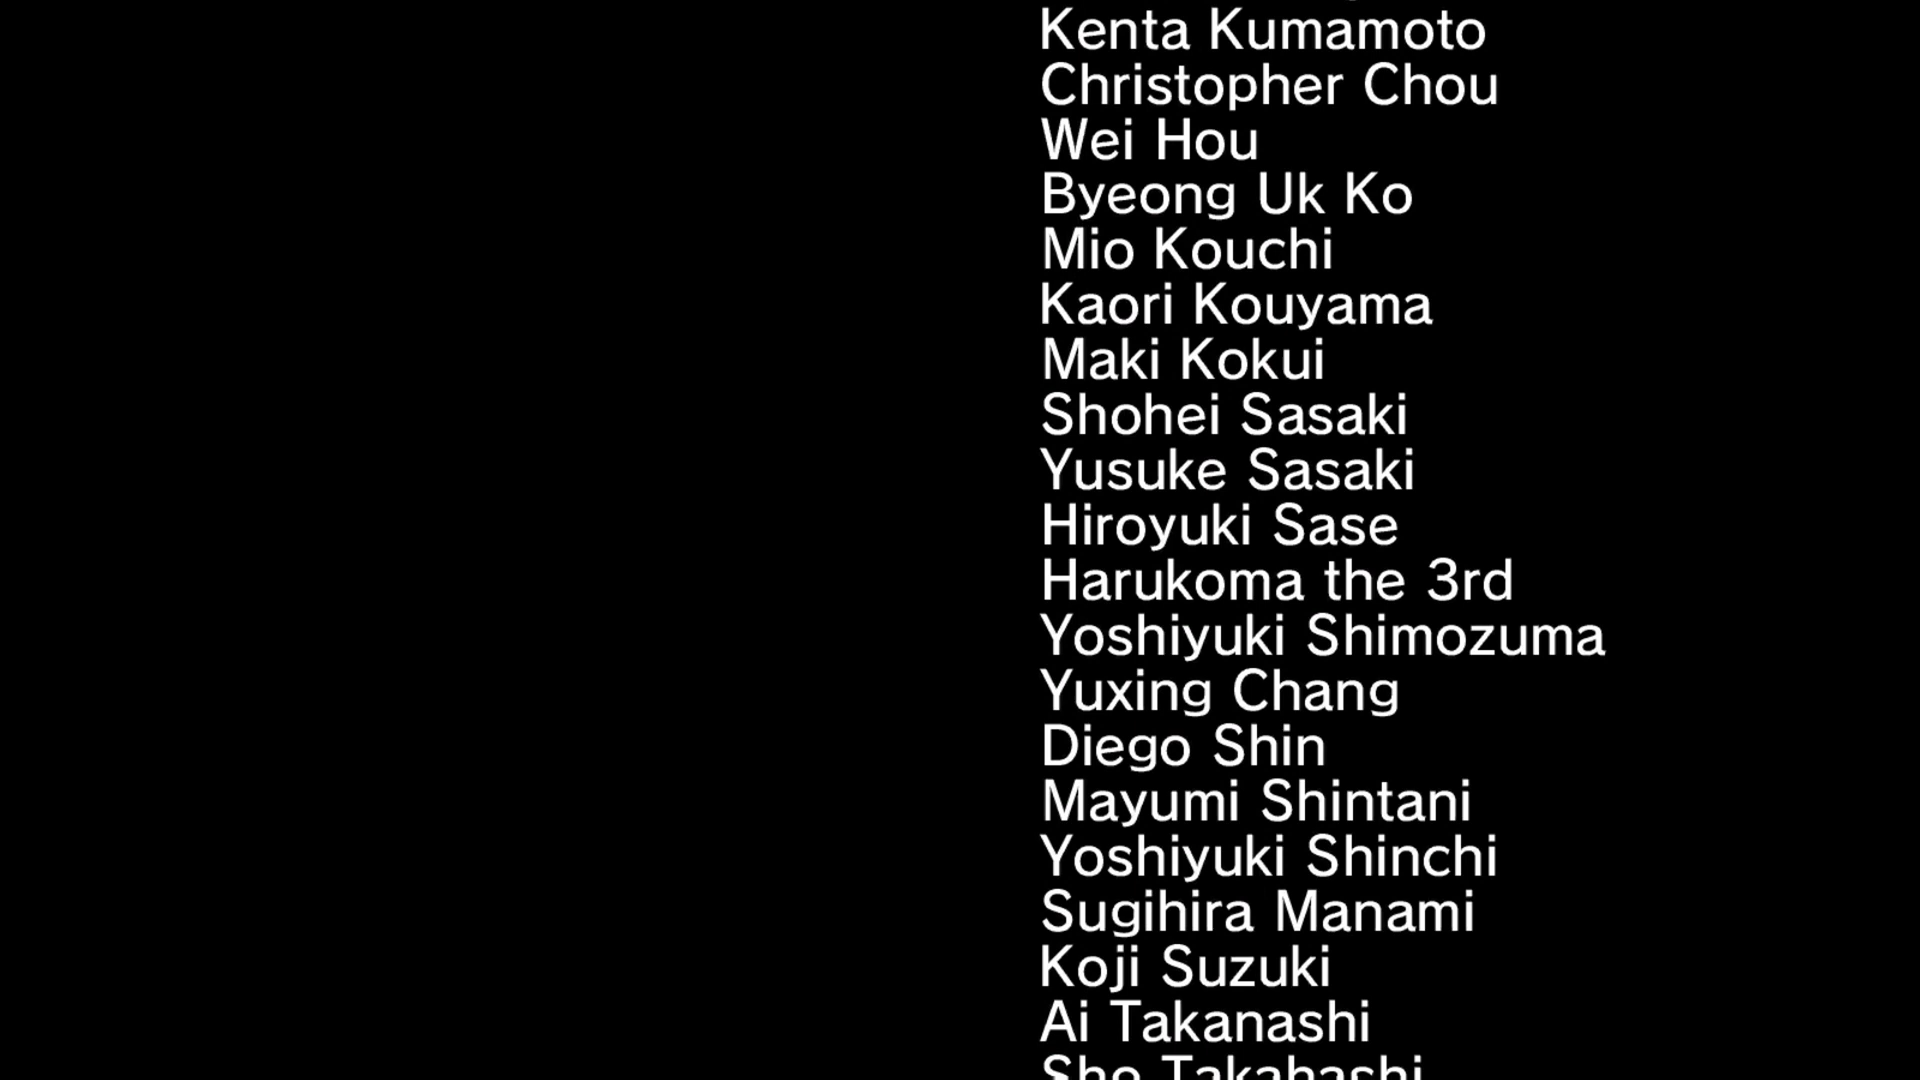 Kenta Kumamoto
Christopher Chou
Wei Hou
Byeong Uk Ko
Mio Kouchi
Kaori Kouyama
Maki Kokui
Shohei Sasaki
Yusuke Sasaki
Hiroyuki Sase
Harukoma the 3rd
Yoshiyuki Shimozuma
Yuxing Chang
Diego Shin
Mayumi Shintani
Yoshiyuki Shinchi
Sugihira Manami
Koji Suzuki
Ai Takanashi
Sho Takahashi